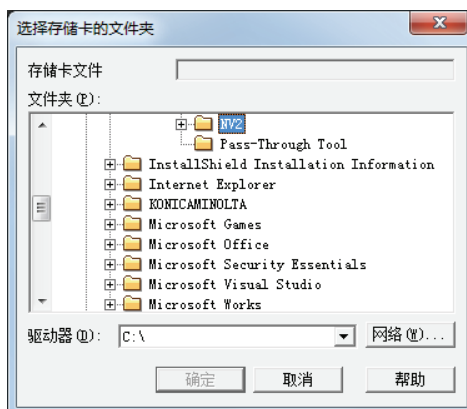 选择存储卡的文件夹
存储卡文件
文件夹(P):
NV2
Pass-Through Tool
InstallShield Installation Information
Internet Explorer
KONICAMINOLTA
Microsoft Games
Microsoft Office
Microsoft Security Essentials
Microsoft Visual Studio
Microsoft Works
驱动器(D): C:\ 网络(W)...
确定 取消 帮助